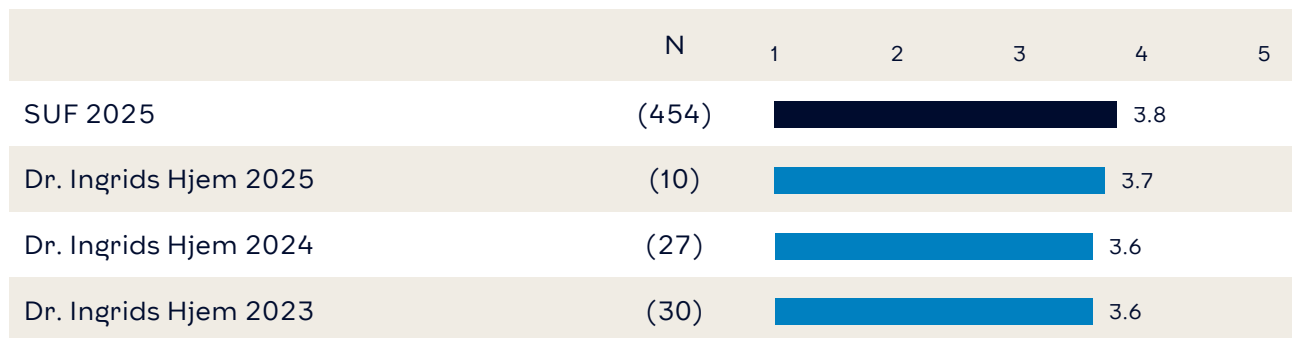 N 1 2 3 4 5
SUF 2025 (454) 3.8
Dr. Ingrids Hjem 2025 (10) 3.7
Dr. Ingrids Hjem 2024 (27) 3.6
Dr. Ingrids Hjem 2023 (30) 3.6